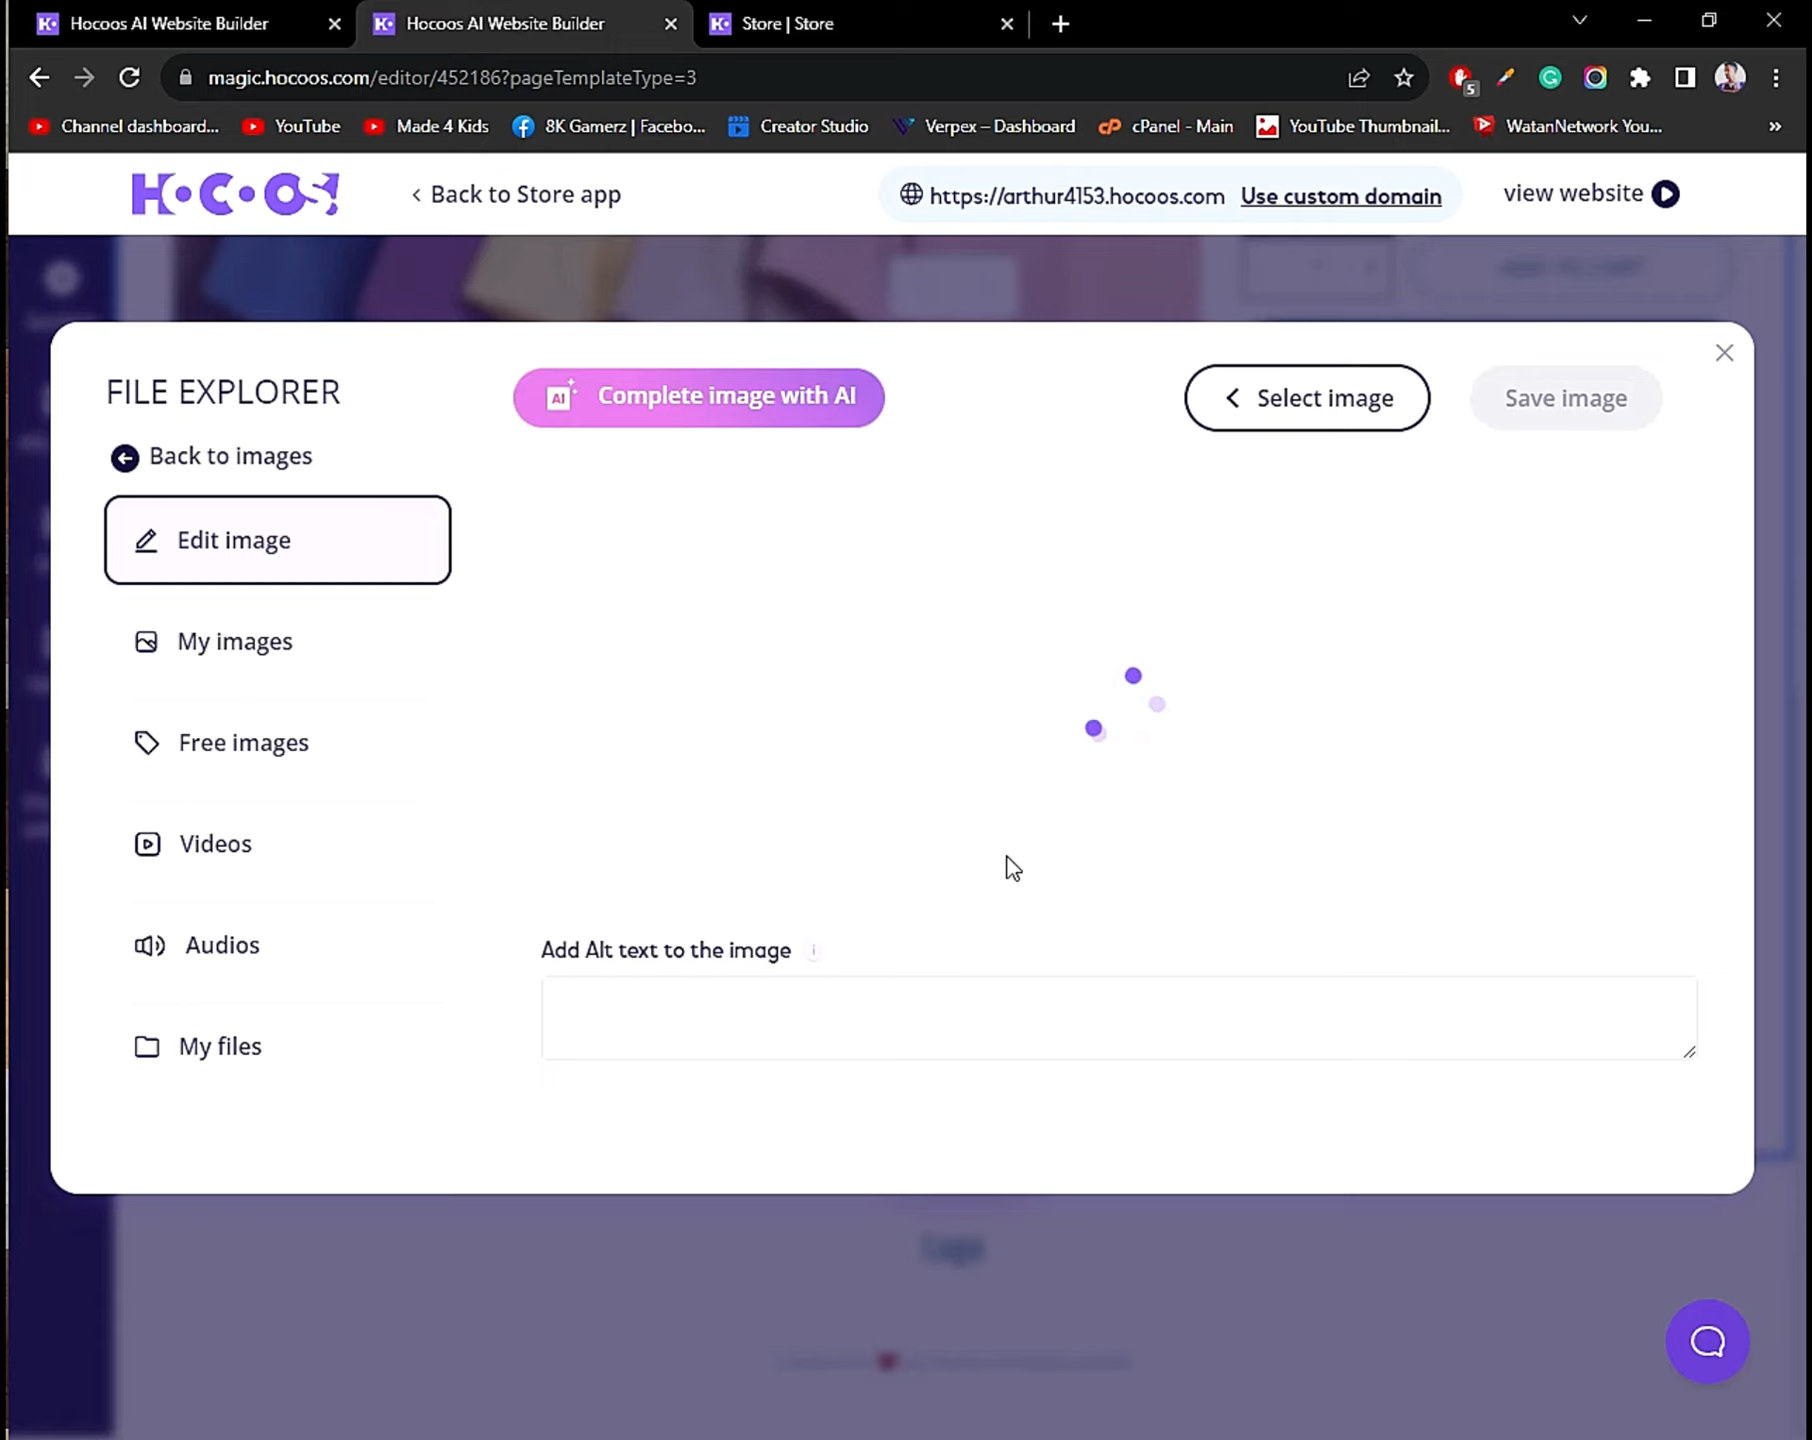 Hocoos AI Website Builder
Hocoos AI Website Builder
Store | Store
magic.hocoos.com/editor/452186?pageTemplateType=3
5
Channel dashboard...
YouTube
Made 4 Kids
8K Gamerz | Facebo...
Creator Studio
Verpex – Dashboard
cPanel - Main
YouTube Thumbnail...
WatanNetwork You...
»
HOCOOS
Back to Store app
https://arthur4153.hocoos.com
Use custom domain
view website
FILE EXPLORER
AI
Complete image with AI
Select image
Save image
Back to images
Edit image
My images
Free images
Videos
Audios
My files
Add Alt text to the image
i
Logo